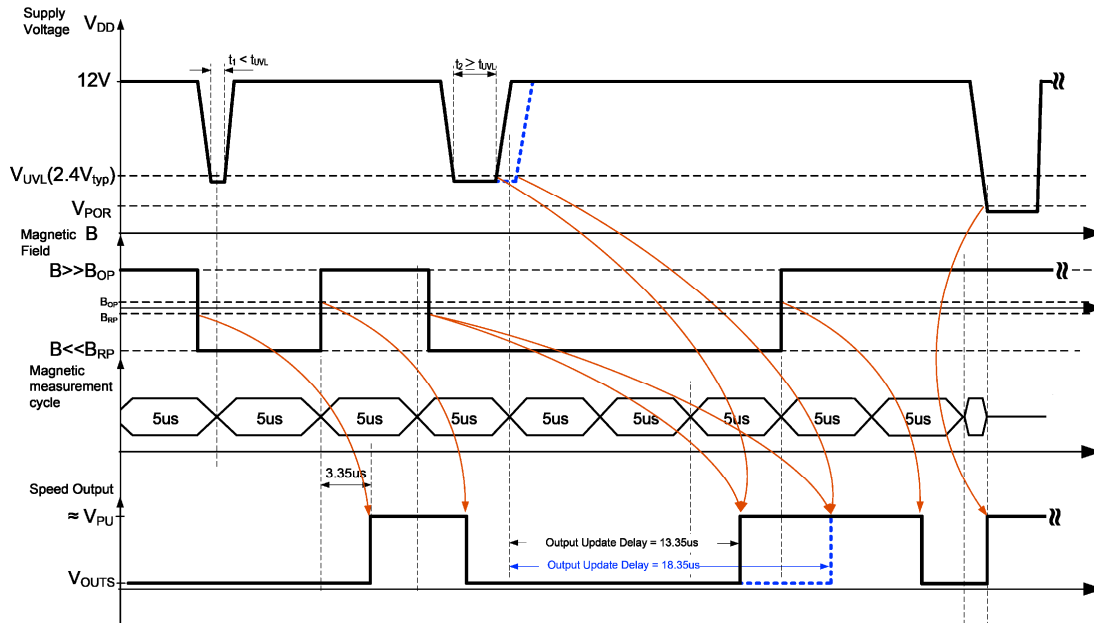 Supply
Voltage VDD
t1 < tUVL
t2 ≥ tUVL
12V
VUVL(2.4Vtyp)
VPOR
Magnetic B
Field
B>>BOP
BOP
BRP
B<<BRP
Magnetic
measurement
cycle
5us 5us 5us 5us 5us 5us 5us 5us 5us
3.35us
Speed Output
≈ VPU
Output Update Delay = 13.35us
Output Update Delay = 18.35us
VOUTS